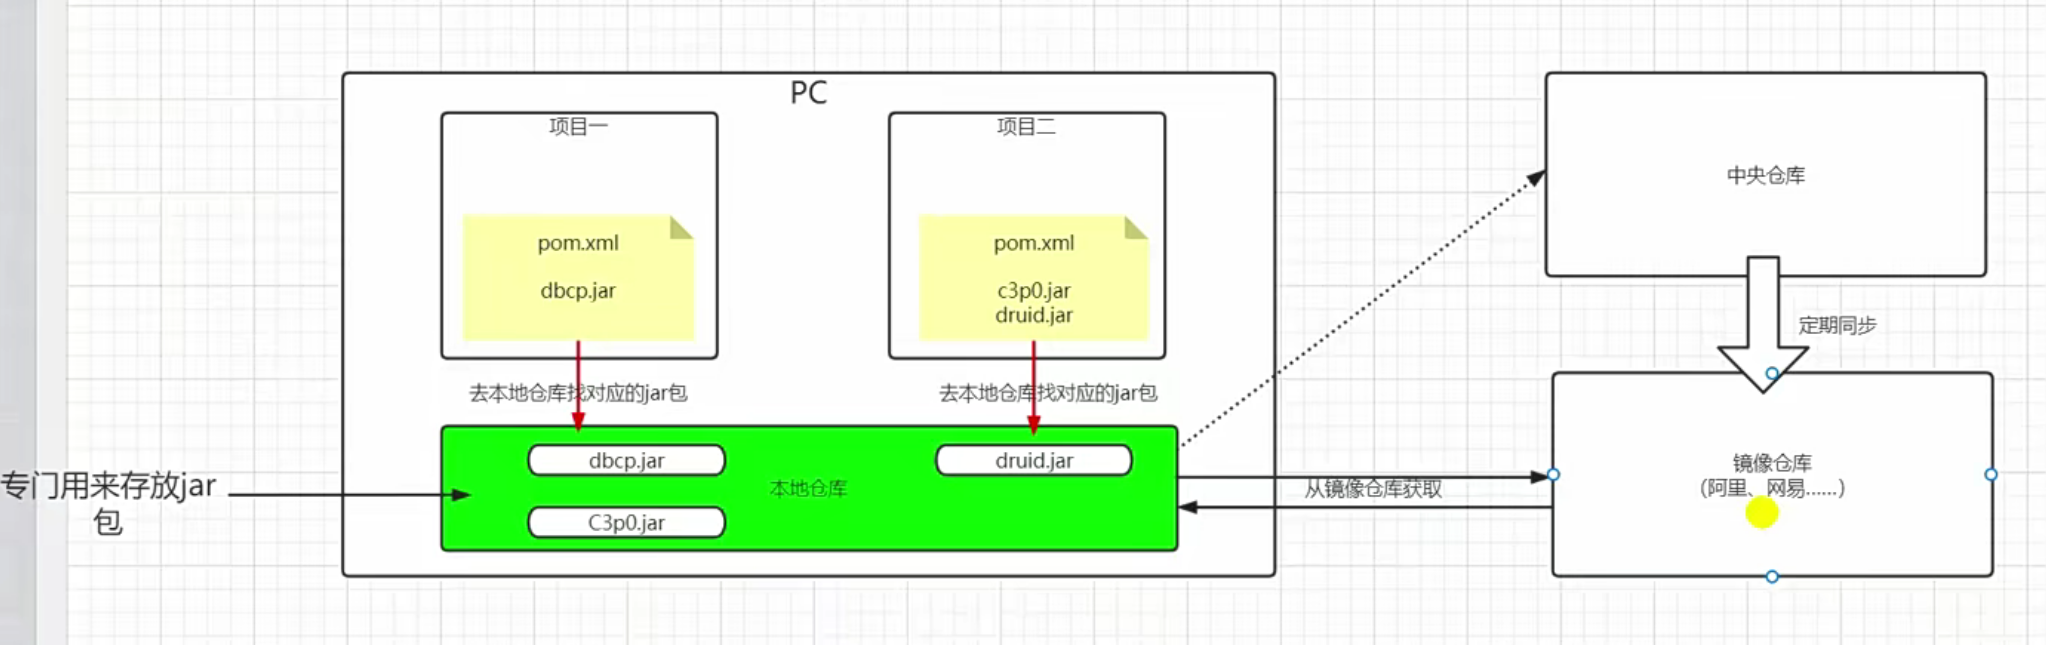 PC
项目一
pom.xml
dbcp.jar
项目二
pom.xml
c3p0.jar
druid.jar
去本地仓库找对应的jar包
去本地仓库找对应的jar包
专门用来存放jar
包
dbcp.jar
druid.jar
本地仓库
C3p0.jar
从镜像仓库获取
中央仓库
定期同步
镜像仓库
（阿里、网易......）